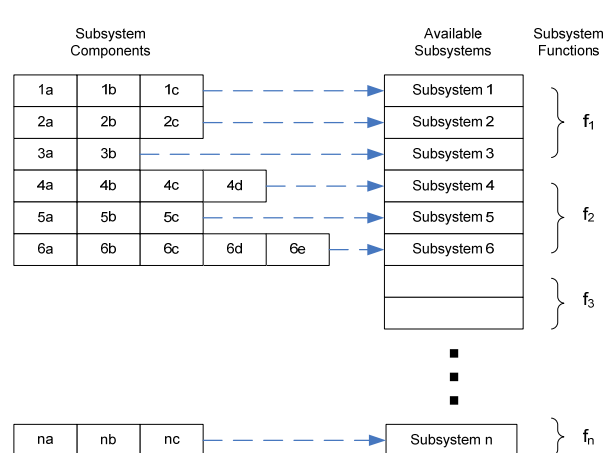 Subsystem
Components
Available
Subsystems
Subsystem
Functions
1a 1b 1c Subsystem 1
2a 2b 2c Subsystem 2
3a 3b Subsystem 3
f1
4a 4b 4c 4d Subsystem 4
5a 5b 5c Subsystem 5
6a 6b 6c 6d 6e Subsystem 6
f2
f3
na nb nc Subsystem n
fn